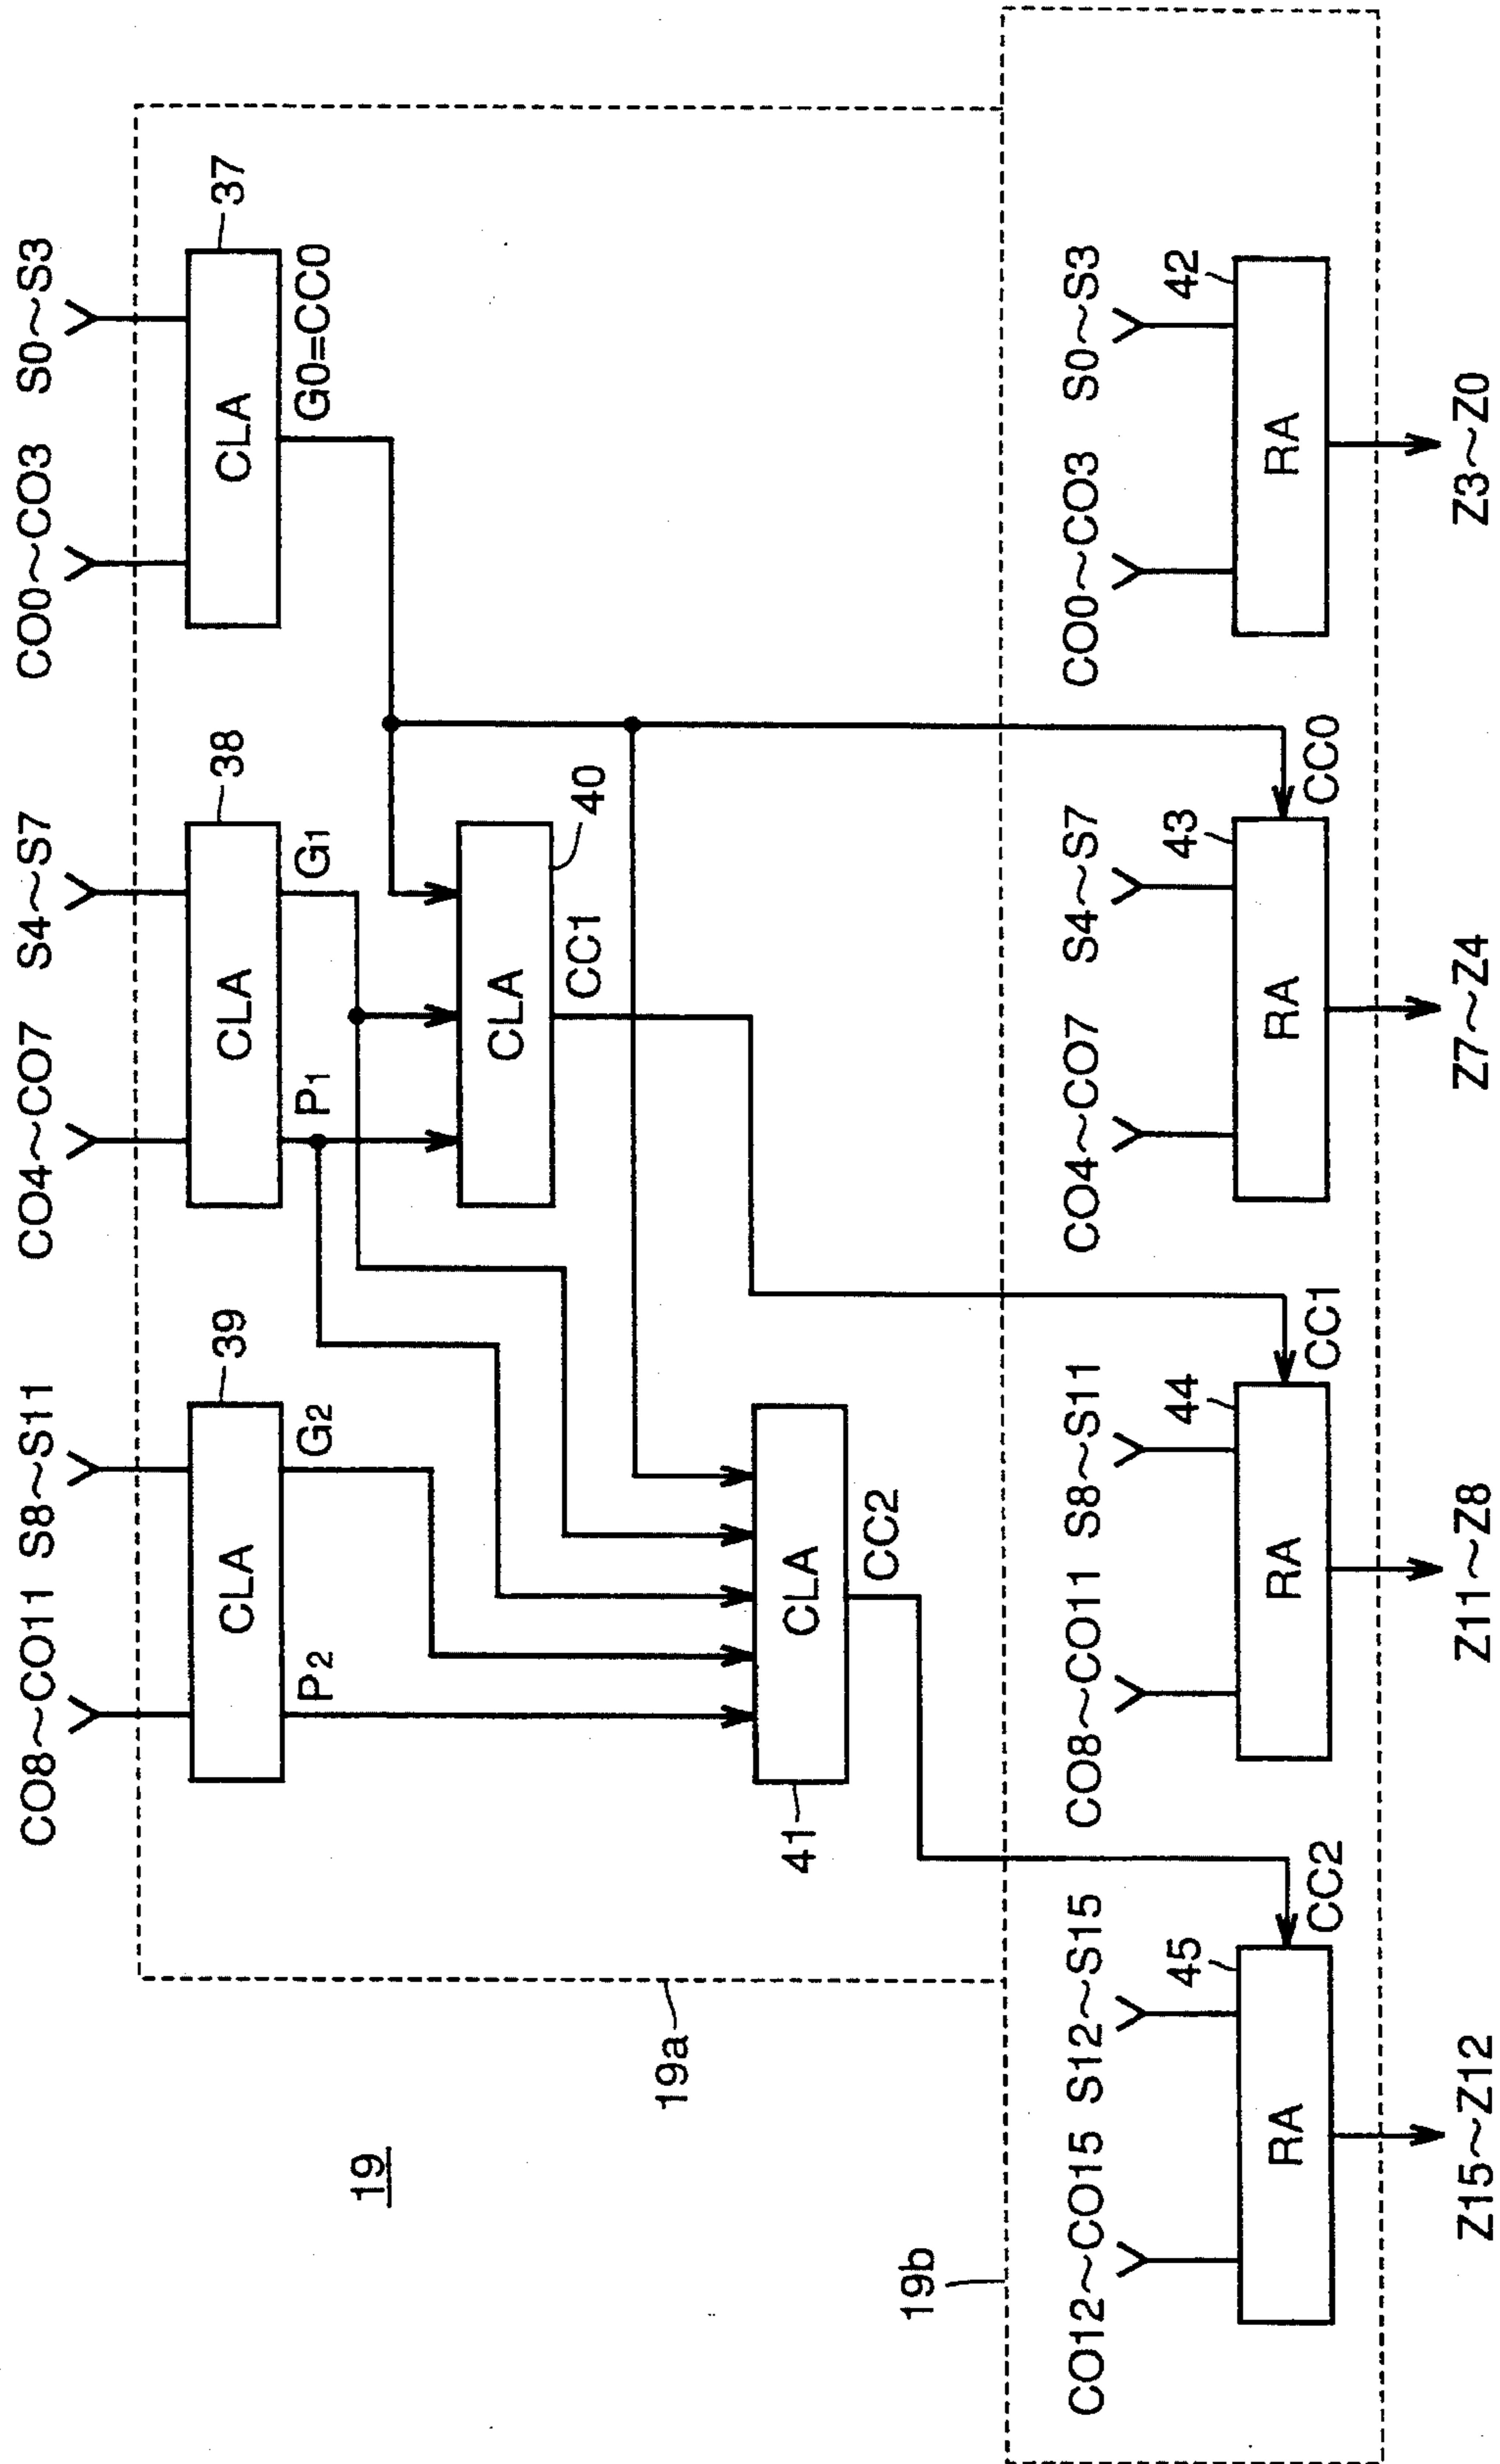 CO8~CO11 S8~S11
CO4~CO7 S4~S7
CO0~CO3 S0~S3
39
38
37
CLA
CLA
CLA
P2
G2
P1
G1
G0=CC0
19
CLA
40
CC1
19a
41
CLA
CC2
19b
CO12~CO15 S12~S15
CO8~CO11 S8~S11
CO4~CO7 S4~S7
CO0~CO3 S0~S3
45
44
43
42
RA
CC2
RA
CC1
RA
CC0
RA
Z15~Z12
Z11~Z8
Z7~Z4
Z3~Z0